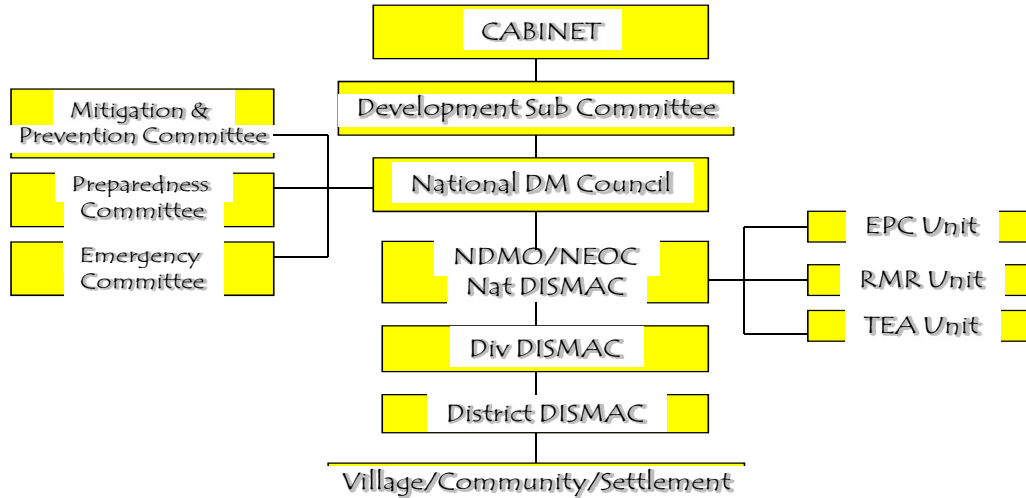 CABINET
Development Sub Committee
Mitigation &
Prevention Committee
National DM Council
Preparedness
Committee
Emergency
Committee
NDMO/NEOC
Nat DISMAC
EPC Unit
RMR Unit
TEA Unit
Div DISMAC
District DISMAC
Village/Community/Settlement